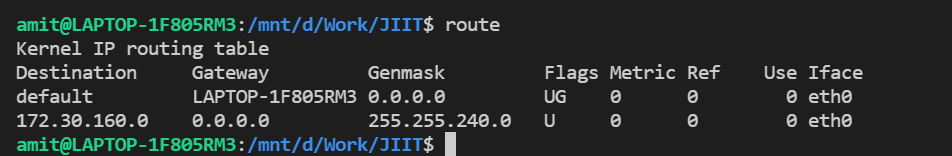 amit@LAPTOP-1F805RM3:/mnt/d/Work/JIIT$ route
Kernel IP routing table
Destination     Gateway         Genmask         Flags Metric Ref    Use Iface
default         LAPTOP-1F805RM3 0.0.0.0         UG    0      0        0 eth0
172.30.160.0    0.0.0.0         255.255.240.0   U     0      0        0 eth0
amit@LAPTOP-1F805RM3:/mnt/d/Work/JIIT$